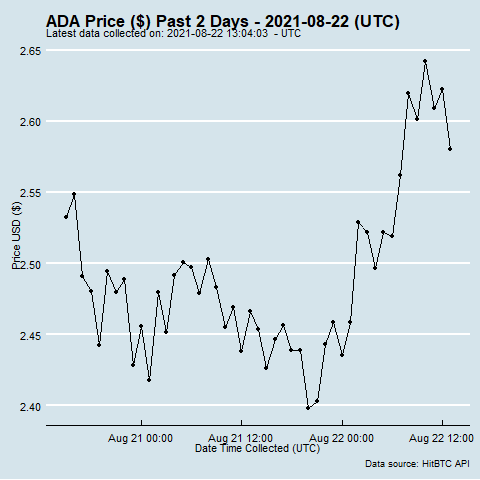 ADA Price ($) Past 2 Days - 2021-08-22 (UTC)
Latest data collected on: 2021-08-22 13:04:03 - UTC
2.65
2.60
2.55
2.50
2.45
2.40
Price USD ($)
Aug 21 00:00
Aug 21 12:00
Aug 22 00:00
Aug 22 12:00
Date Time Collected (UTC)
Data source: HitBTC API